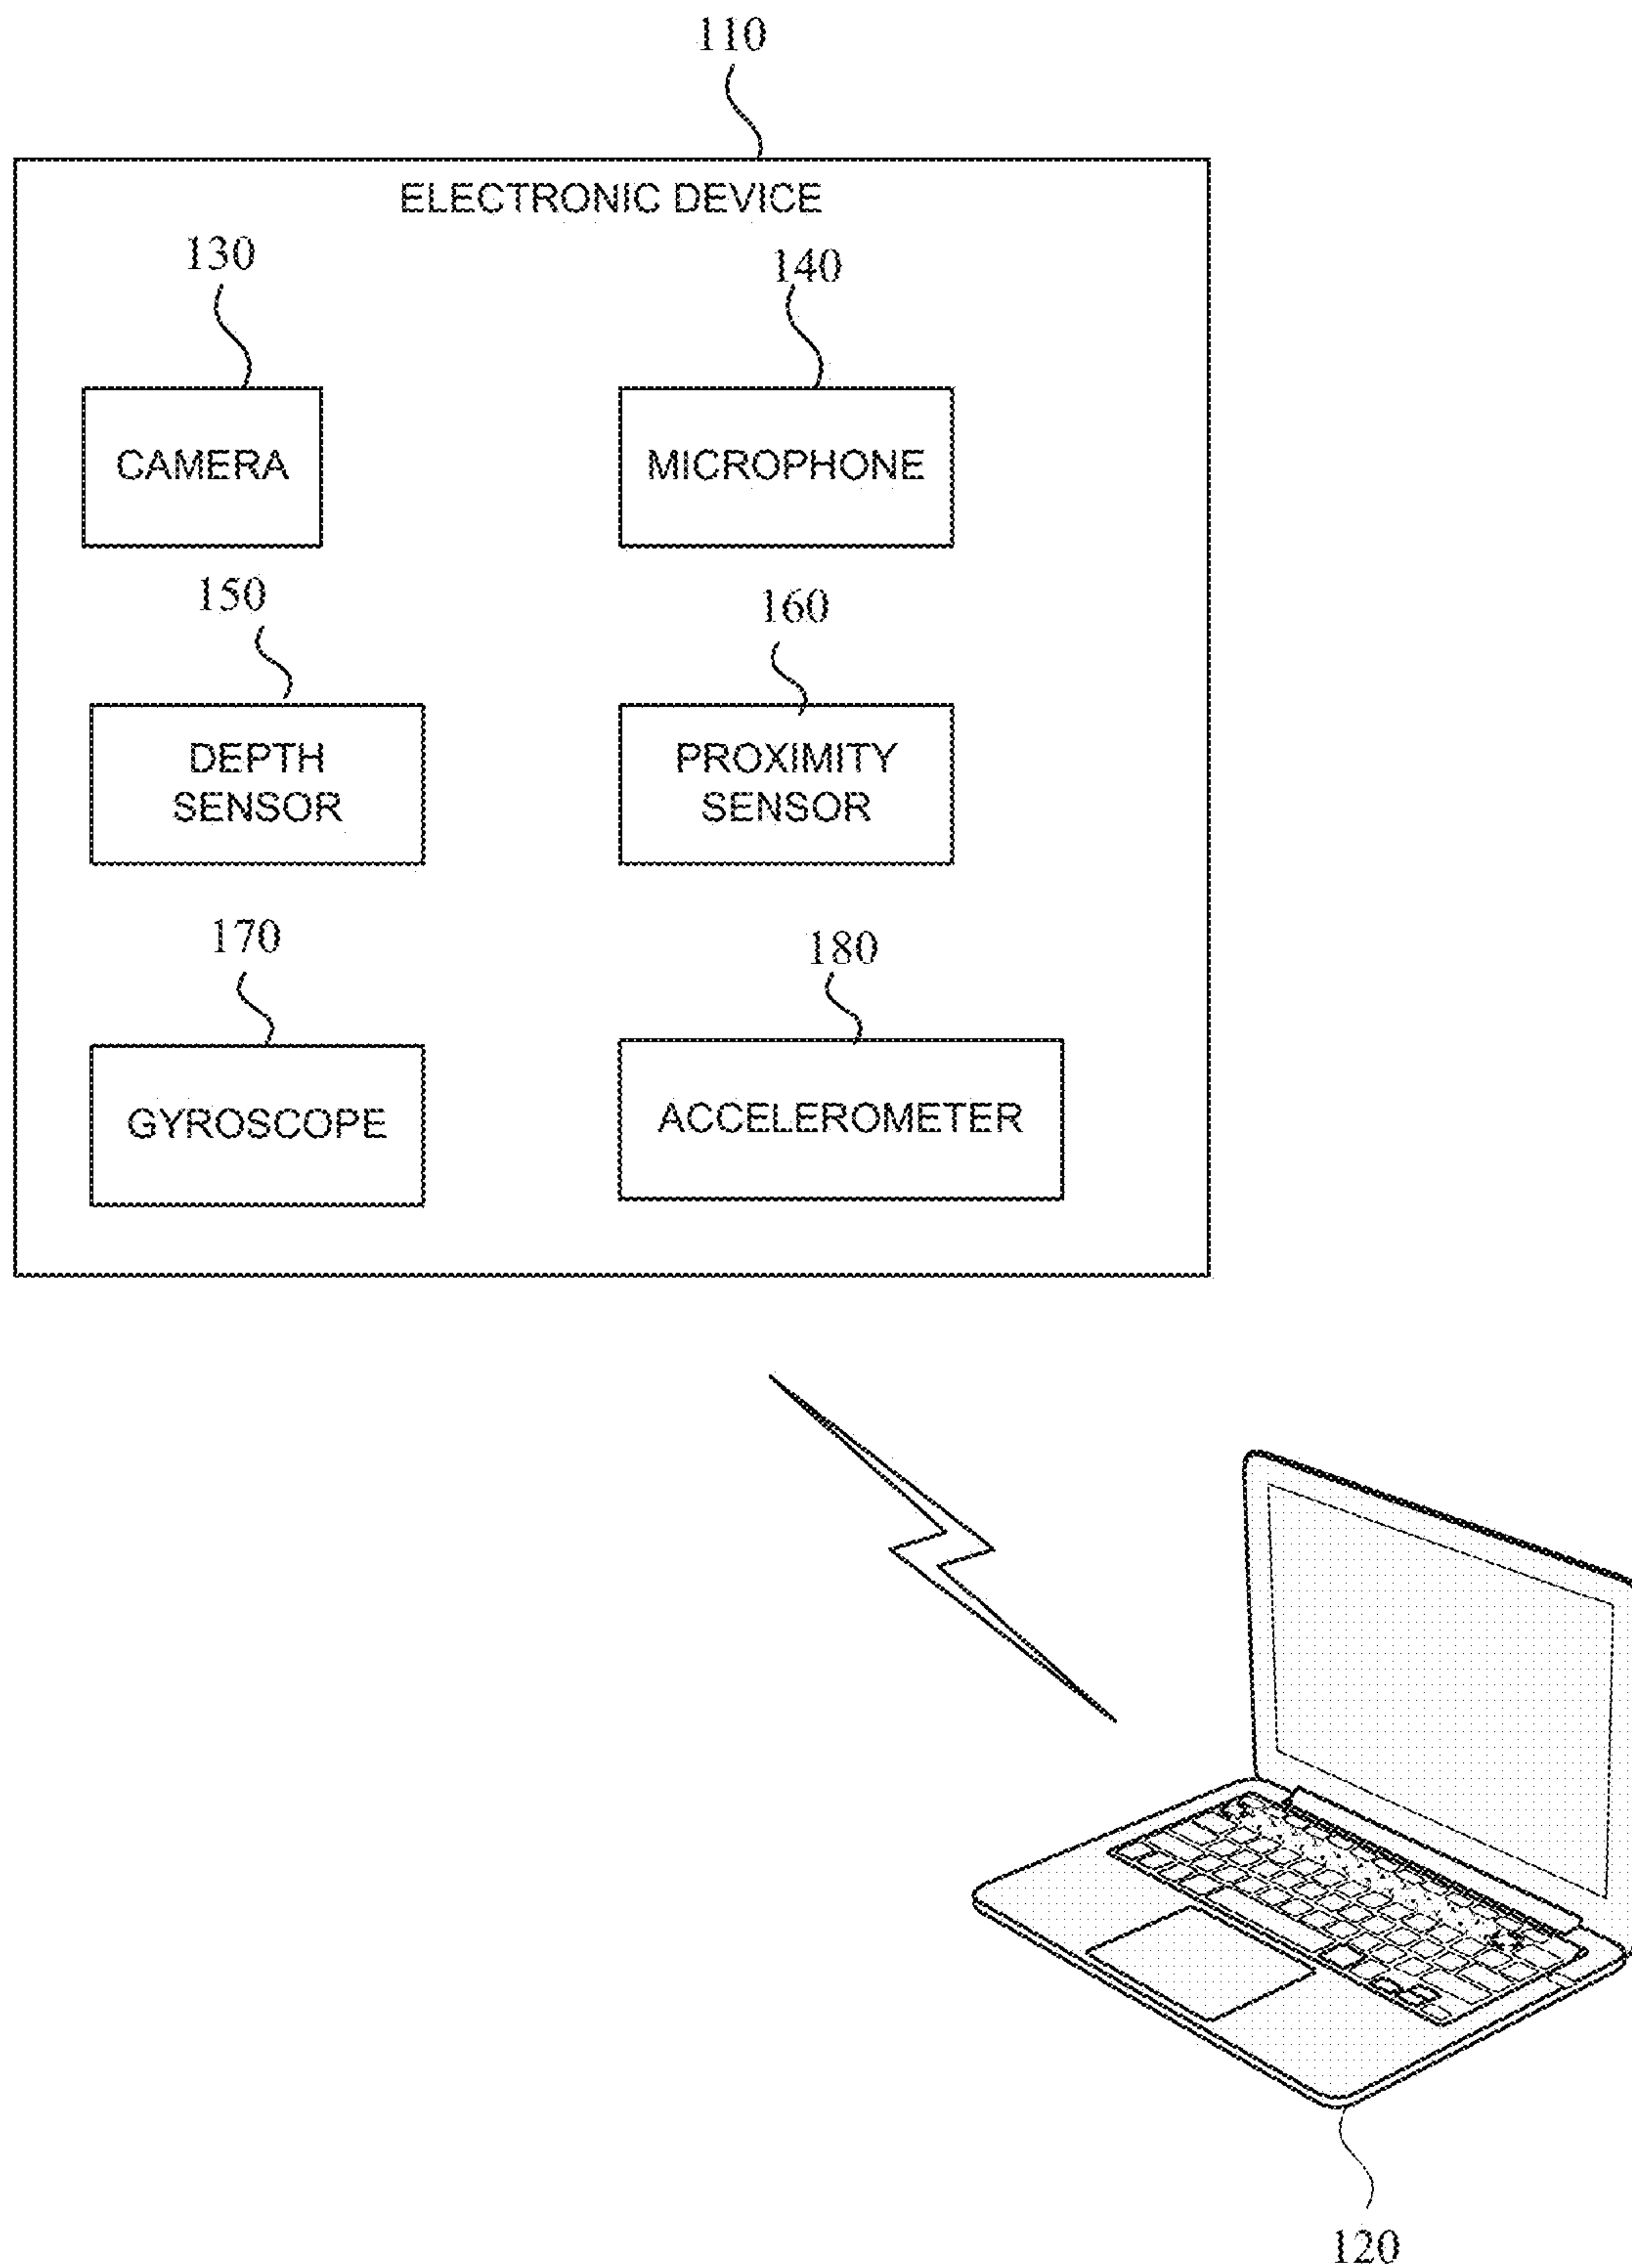 110
ELECTRONIC DEVICE
130
140
CAMERA
MICROPHONE
150
160
DEPTH
SENSOR
PROXIMITY
SENSOR
170
180
GYROSCOPE
ACCELEROMETER
120